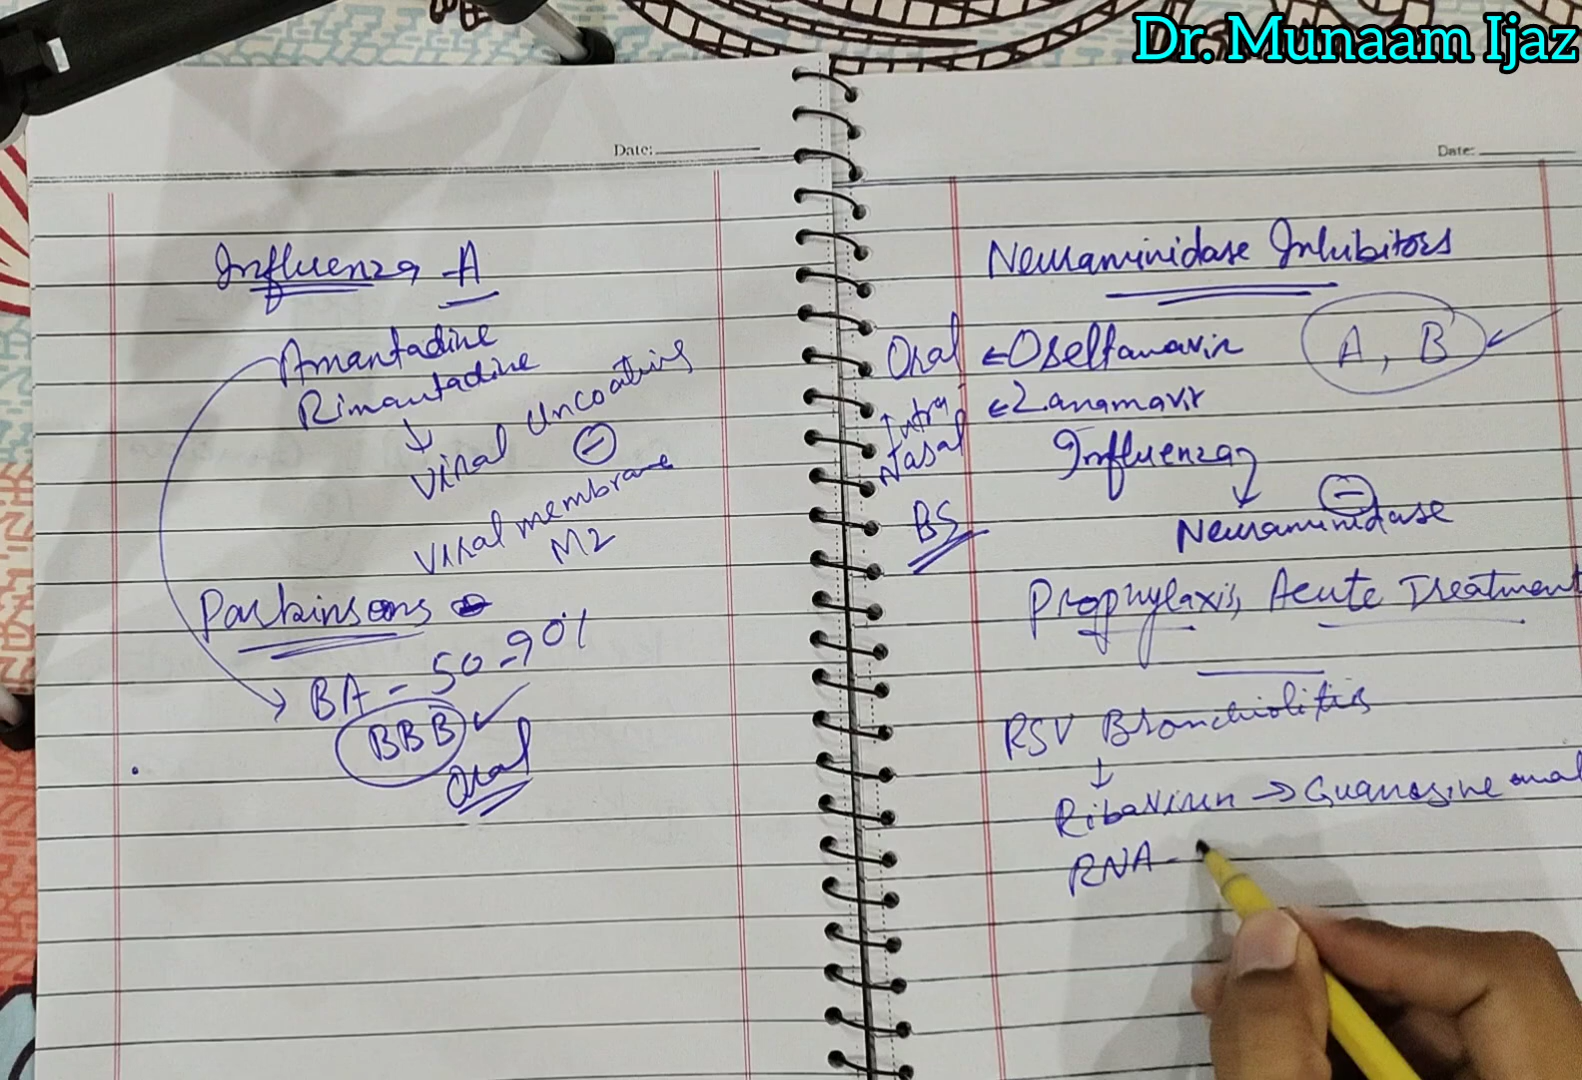 Dr. Munaam Ijaz
Date:
Influenza A
Amantadine
Rimantadine
↓
Viral Uncoating
Viral membrane
M2
Parkinsons
→ BA - 50-90%
BBB ✓
Oral
Date:
Neuraminidase Inhibitors
Oral ← Oseltamavir A, B ✓
Intra Nasal ← Zanamavir
Influenza
Neuraminidase
BS
Prophylaxis, Acute Treatment
RSV Bronchiolitis
↓
Ribavirin → Guanosine anal
RNA -